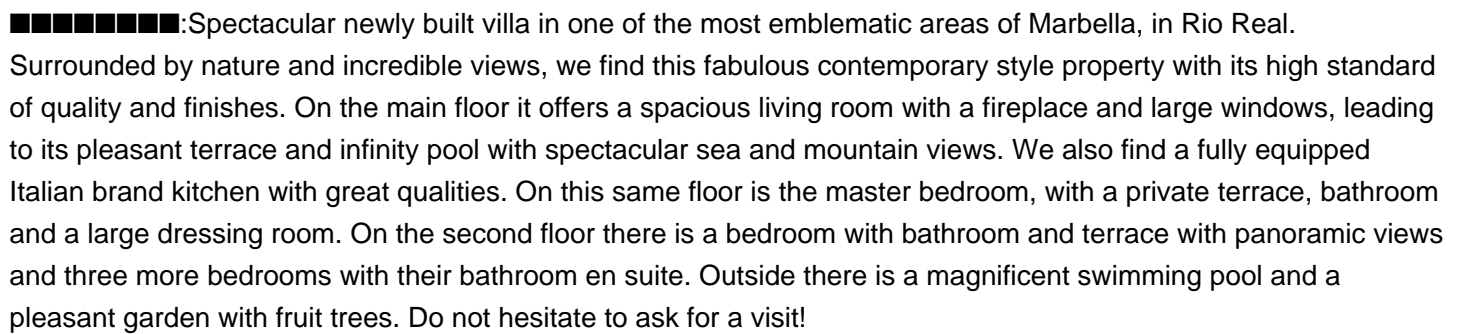 ■■■■■■■■:Spectacular newly built villa in one of the most emblematic areas of Marbella, in Rio Real.
Surrounded by nature and incredible views, we find this fabulous contemporary style property with its high standard
of quality and finishes. On the main floor it offers a spacious living room with a fireplace and large windows, leading
to its pleasant terrace and infinity pool with spectacular sea and mountain views. We also find a fully equipped
Italian brand kitchen with great qualities. On this same floor is the master bedroom, with a private terrace, bathroom
and a large dressing room. On the second floor there is a bedroom with bathroom and terrace with panoramic views
and three more bedrooms with their bathroom en suite. Outside there is a magnificent swimming pool and a
pleasant garden with fruit trees. Do not hesitate to ask for a visit!